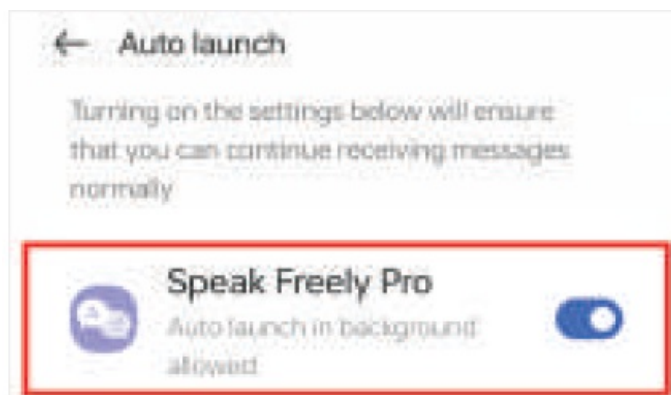 Auto launch
Turning on the settings below will ensure
that you can continue receiving messages
normally
Speak Freely Pro
Auto launch in background
allowed